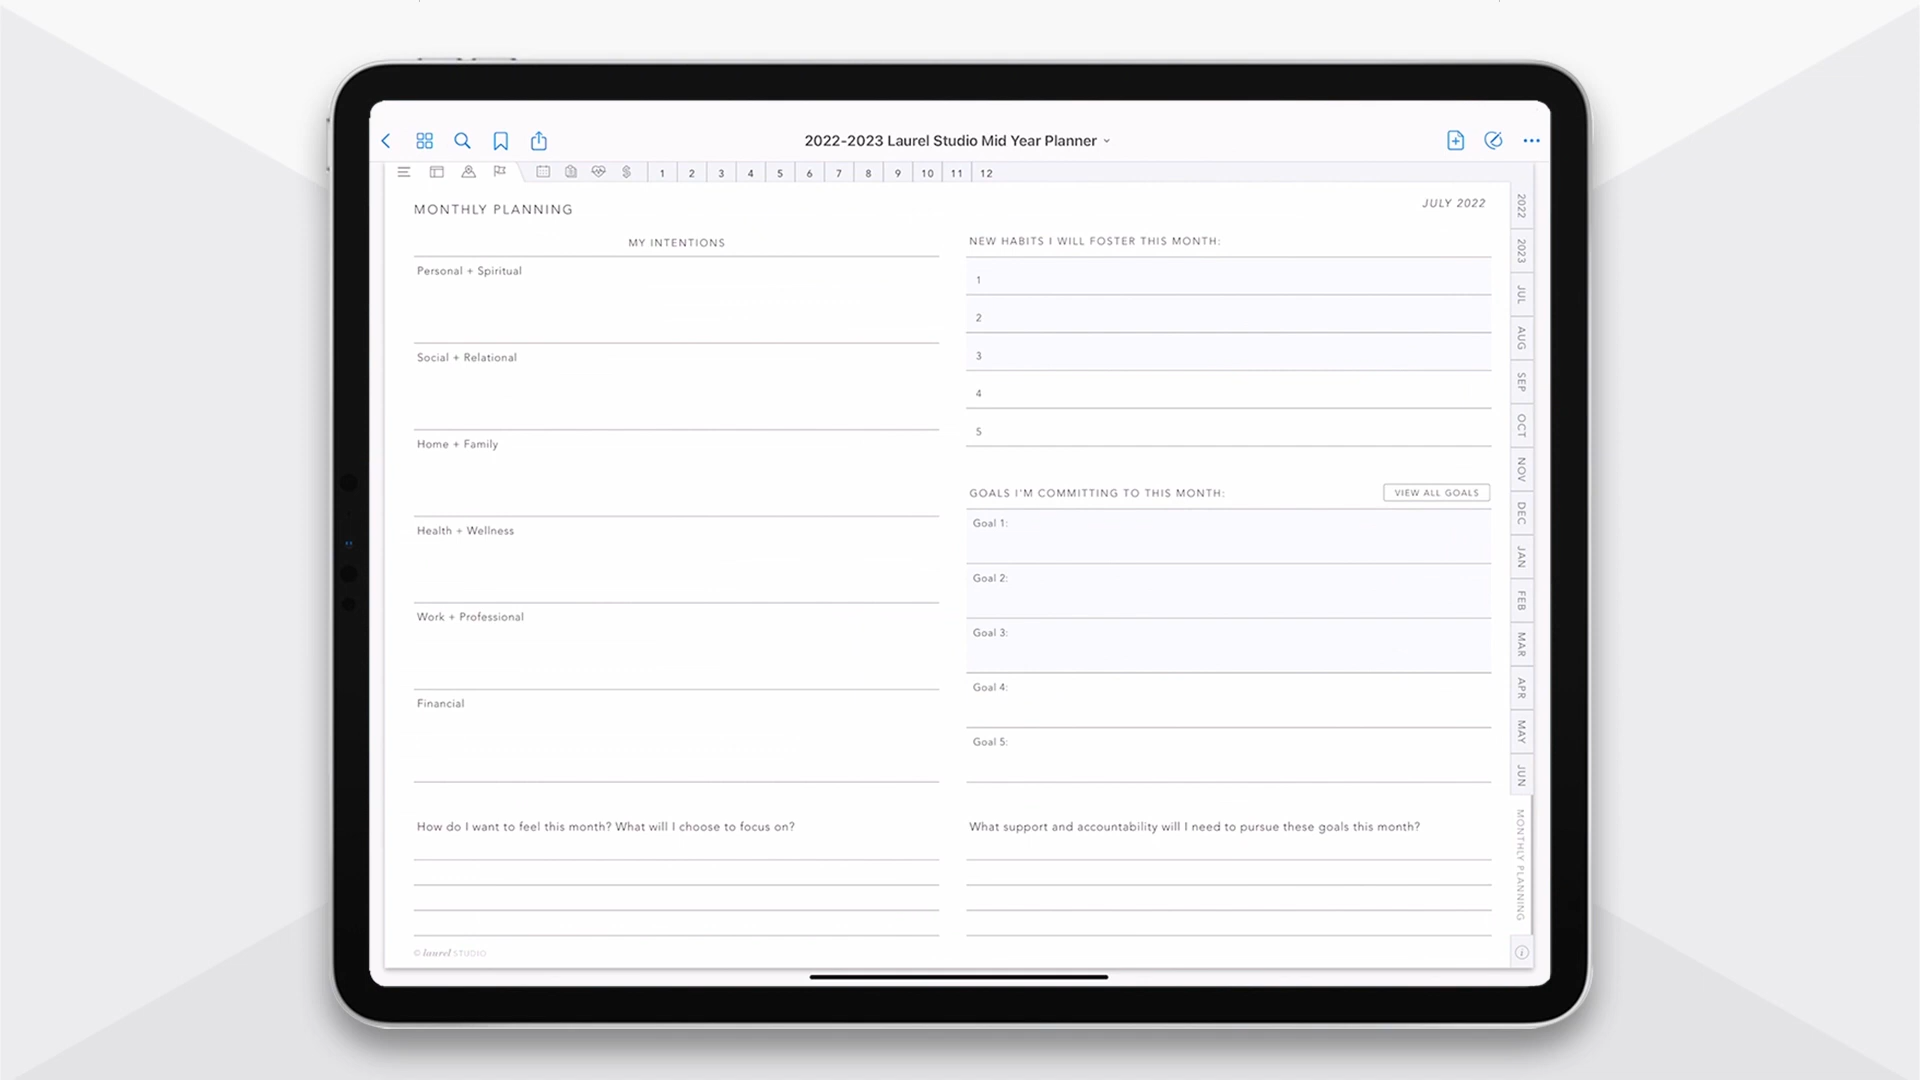 2022-2023 Laurel Studio Mid Year Planner
1 2 3 4 5 6 7 8 9 10 11 12
MONTHLY PLANNING
JULY 2022
MY INTENTIONS
Personal + Spiritual
Social + Relational
Home + Family
Health + Wellness
Work + Professional
Financial
How do I want to feel this month? What will I choose to focus on?
NEW HABITS I WILL FOSTER THIS MONTH:
1
2
3
4
5
GOALS I'M COMMITTING TO THIS MONTH:
VIEW ALL GOALS
Goal 1:
Goal 2:
Goal 3:
Goal 4:
Goal 5:
What support and accountability will I need to pursue these goals this month?
© laurel STUDIO
2022
2023
JUL
AUG
SEP
OCT
NOV
DEC
JAN
FEB
MAR
APR
MAY
JUN
MONTHLY PLANNING